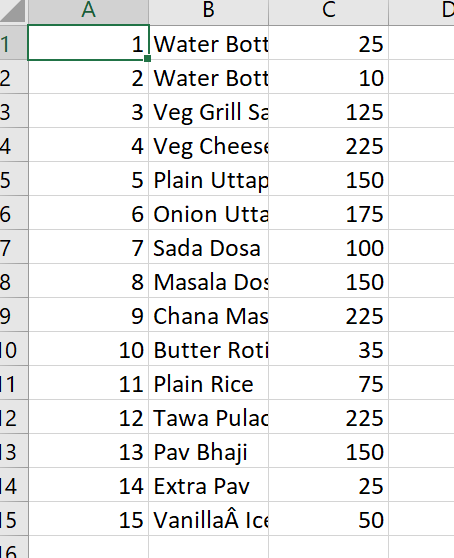 A B C D
1 1 Water Bott 25
2 2 Water Bott 10
3 3 Veg Grill Sa 125
4 4 Veg Cheese 225
5 5 Plain Uttap 150
6 6 Onion Utta 175
7 7 Sada Dosa 100
8 8 Masala Dos 150
9 9 Chana Mas 225
10 10 Butter Roti 35
11 11 Plain Rice 75
12 12 Tawa Pulac 225
13 13 Pav Bhaji 150
14 14 Extra Pav 25
15 15 VanillaÂ Ice 50
16